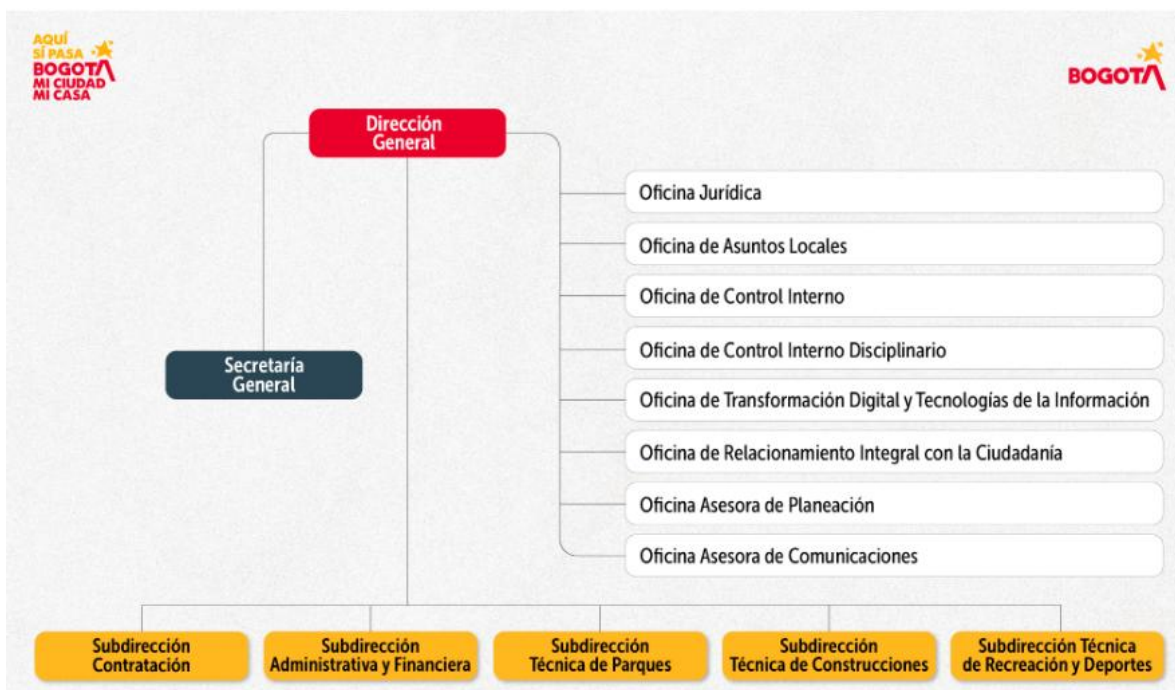 AQUÍ
SÍ PASA
BOGOTÁ
MI CIUDAD
MI CASA
BOGOTÁ
Dirección
General
Oficina Jurídica
Oficina de Asuntos Locales
Oficina de Control Interno
Secretaría
General
Oficina de Control Interno Disciplinario
Oficina de Transformación Digital y Tecnologías de la Información
Oficina de Relacionamiento Integral con la Ciudadanía
Oficina Asesora de Planeación
Oficina Asesora de Comunicaciones
Subdirección
Contratación
Subdirección
Administrativa y Financiera
Subdirección
Técnica de Parques
Subdirección
Técnica de Construcciones
Subdirección Técnica
de Recreación y Deportes